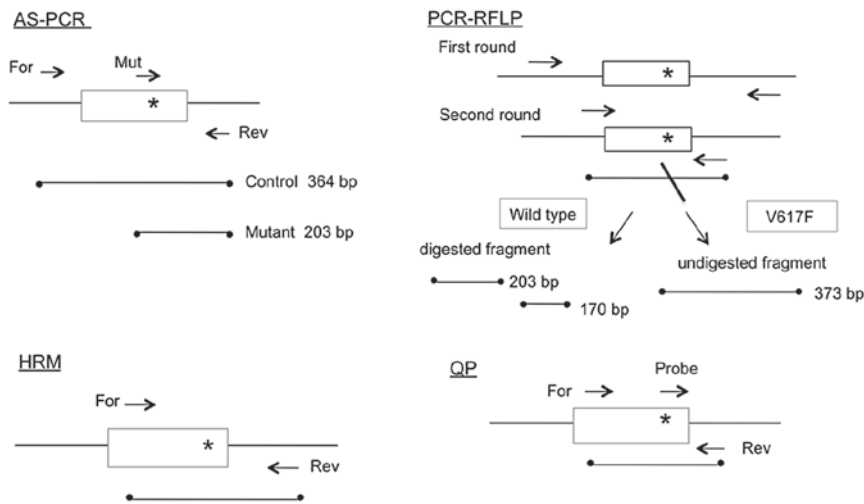 AS-PCR
For
Mut
*
Rev
Control 364 bp
Mutant 203 bp
PCR-RFLP
First round
*
Second round
*
Wild type
V617F
digested fragment
203 bp
170 bp
undigested fragment
373 bp
HRM
For
*
Rev
QP
For
Probe
*
Rev